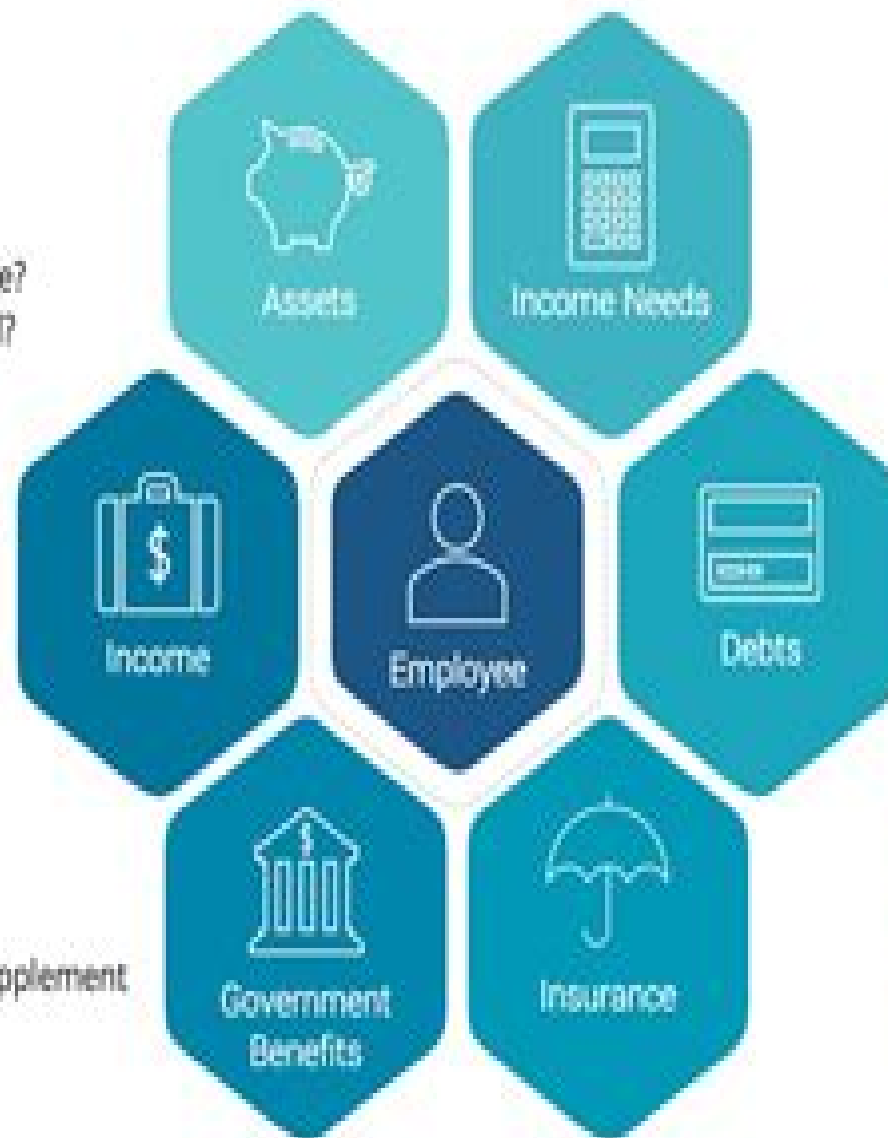 Assets
Income Needs
Income
$
Employee
Debts
$
Government
Benefits
Insurance